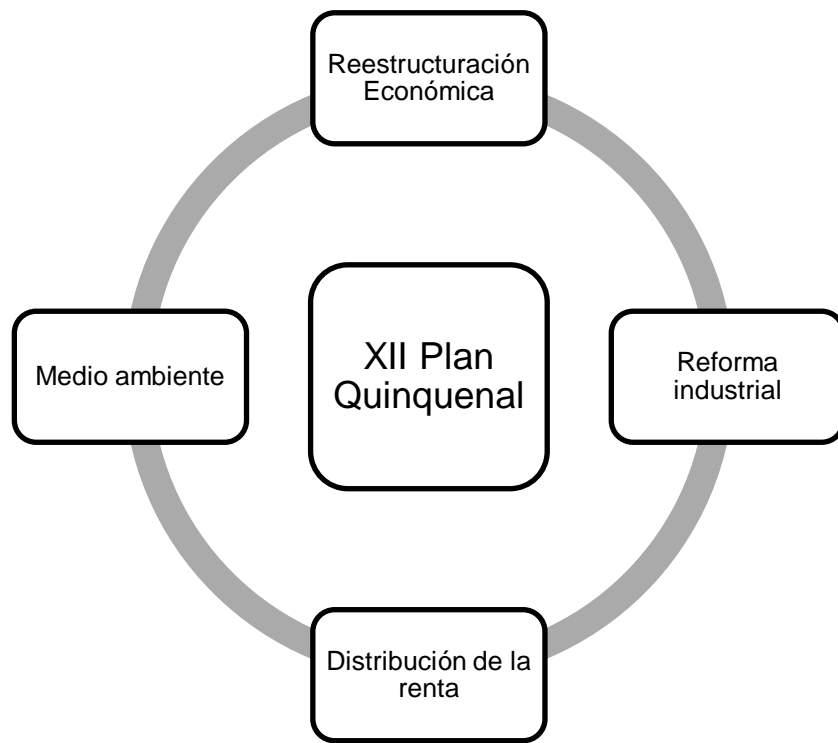 Reestructuración
Económica
Medio ambiente
XII Plan
Quinquenal
Reforma
industrial
Distribución de la
renta